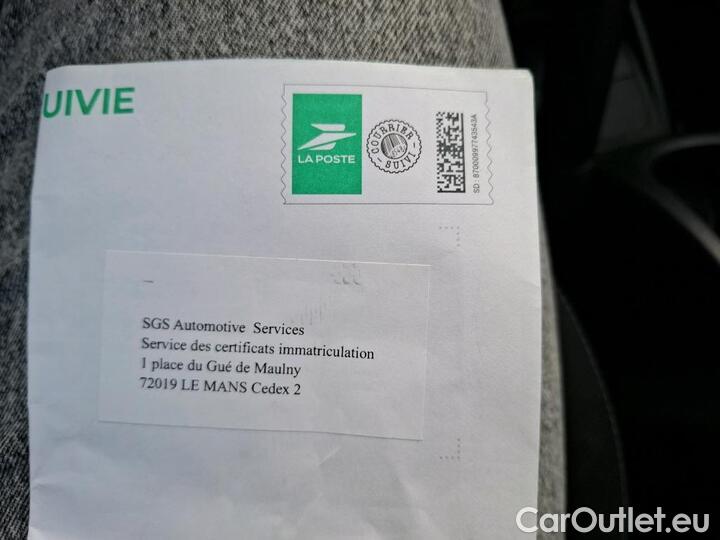 UIVIE
LA POSTE
COURRIER
SUIVI
SD : 87000997743543A
SGS Automotive Services
Service des certificats immatriculation
1 place du Gué de Maulny
72019 LE MANS Cedex 2
CarOutlet.eu